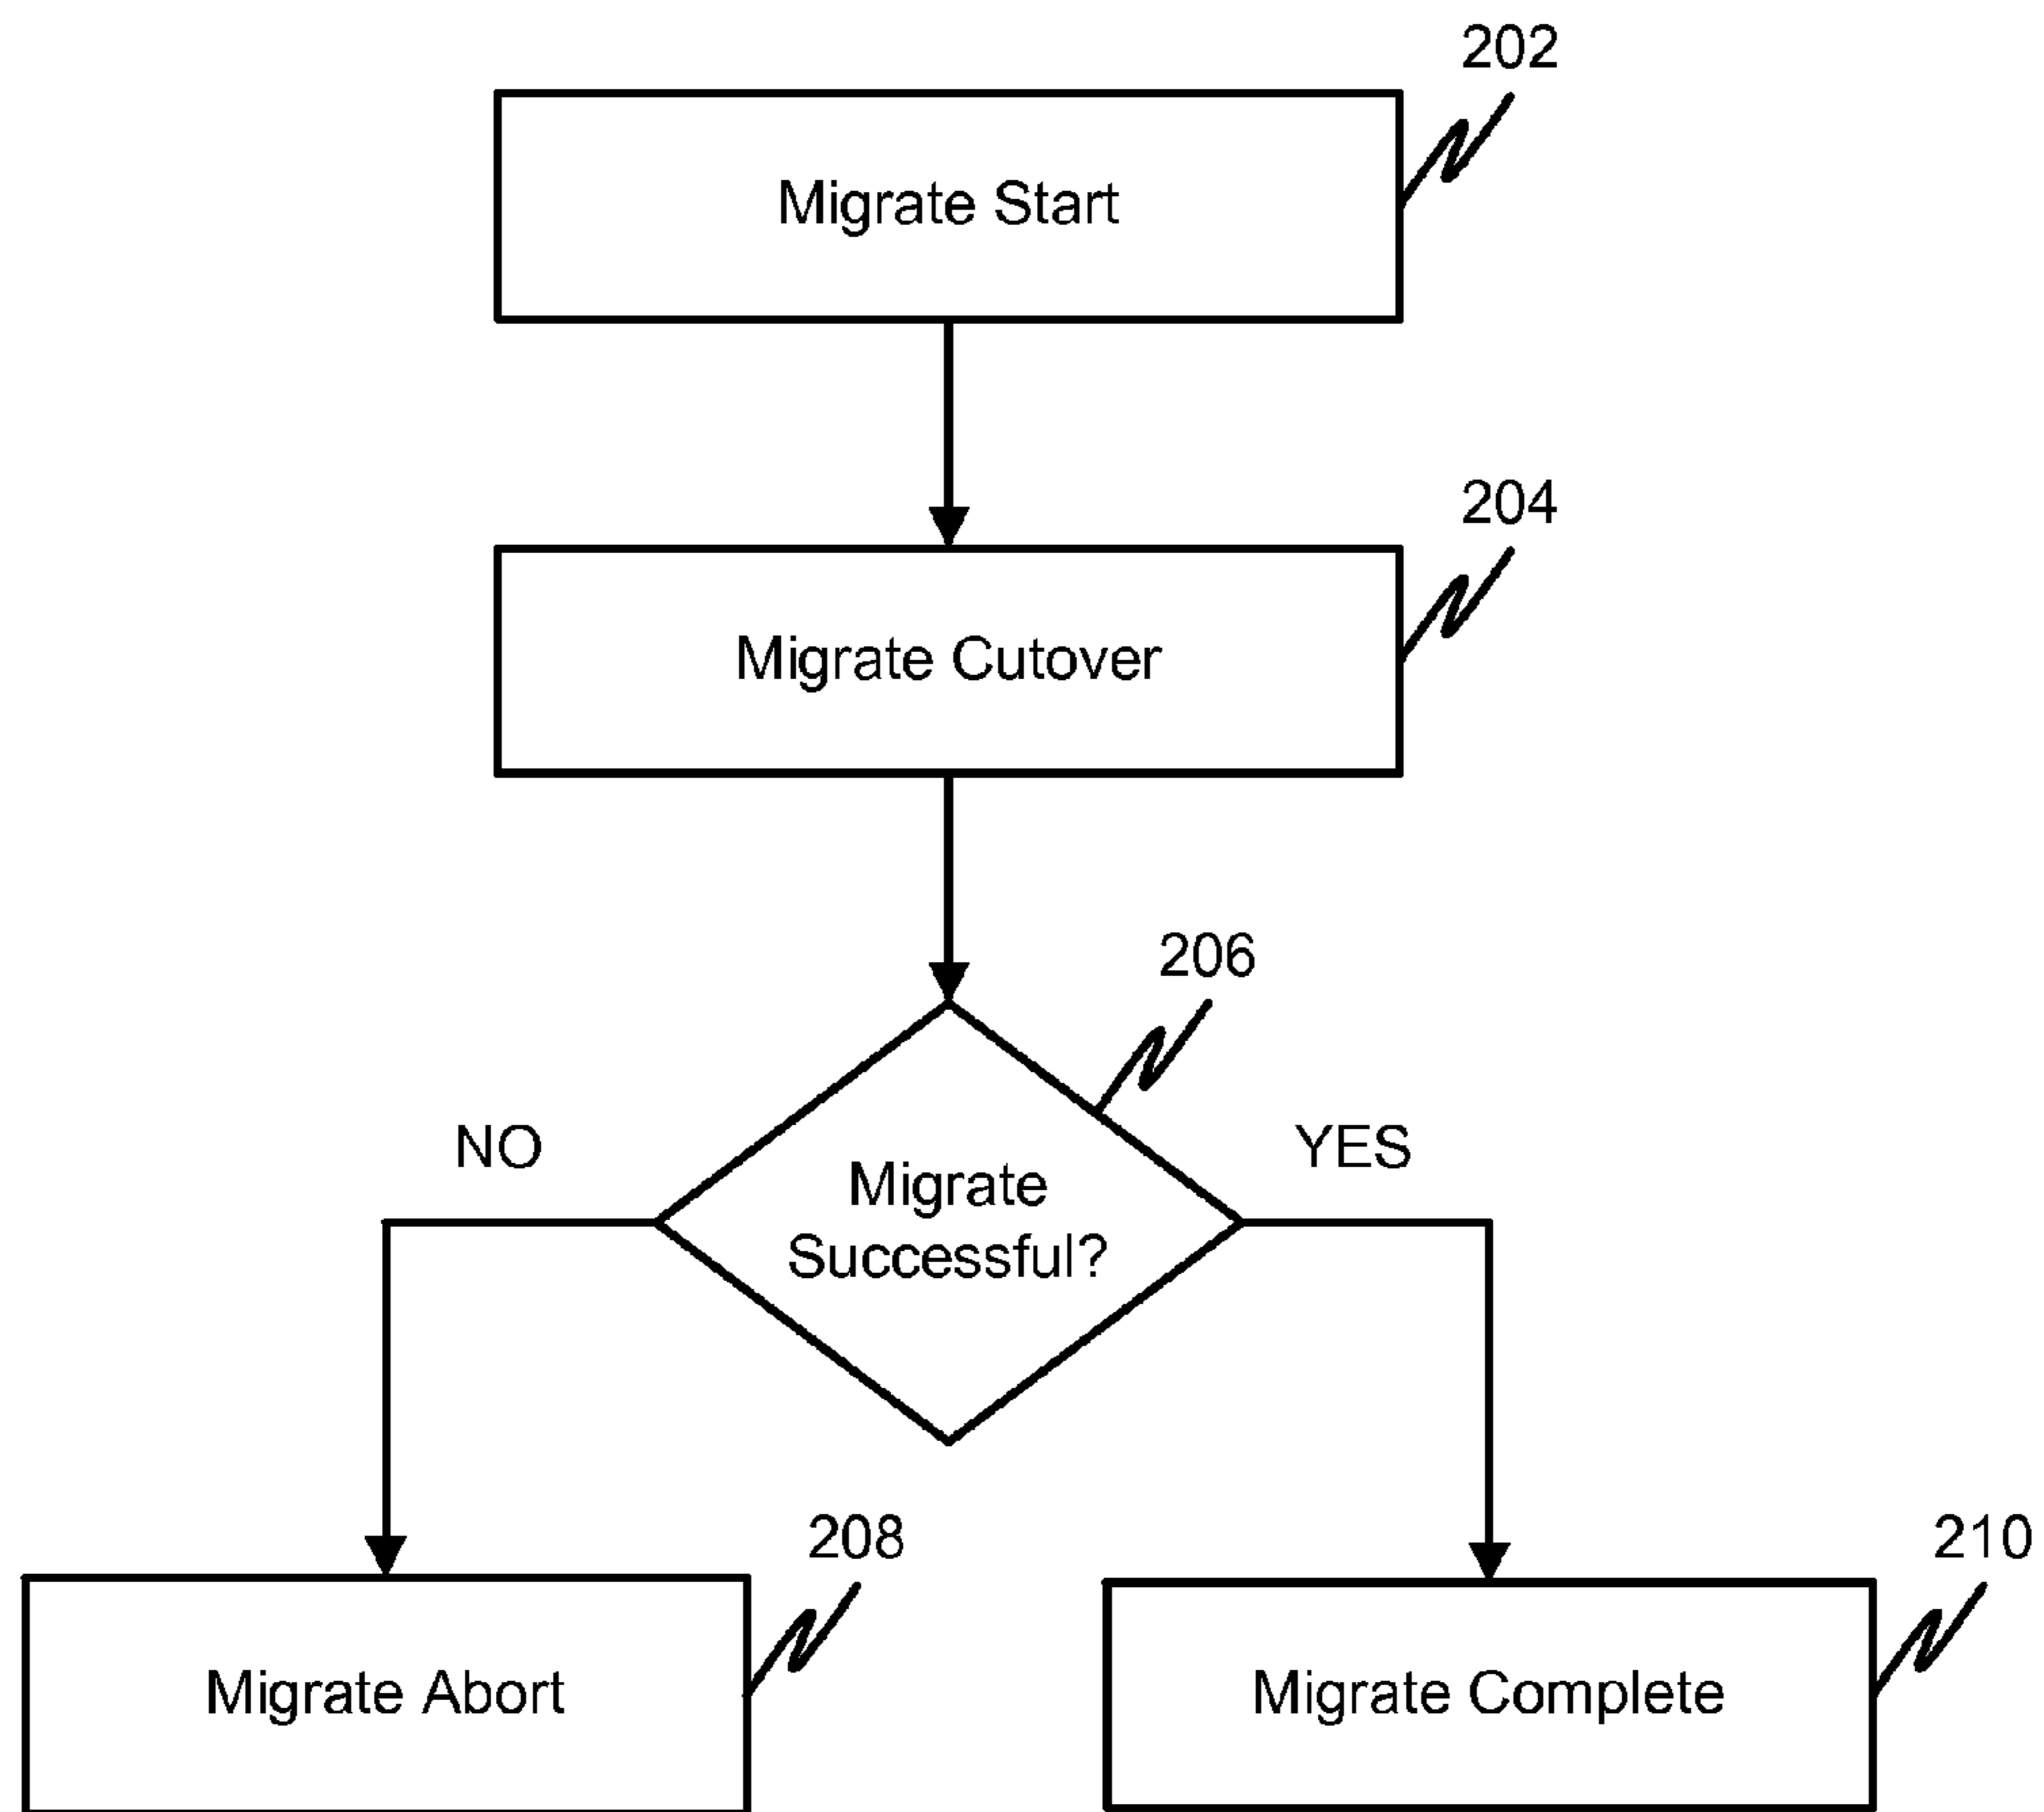 202
Migrate Start
204
Migrate Cutover
206
NO
YES
Migrate
Successful?
208
210
Migrate Abort
Migrate Complete